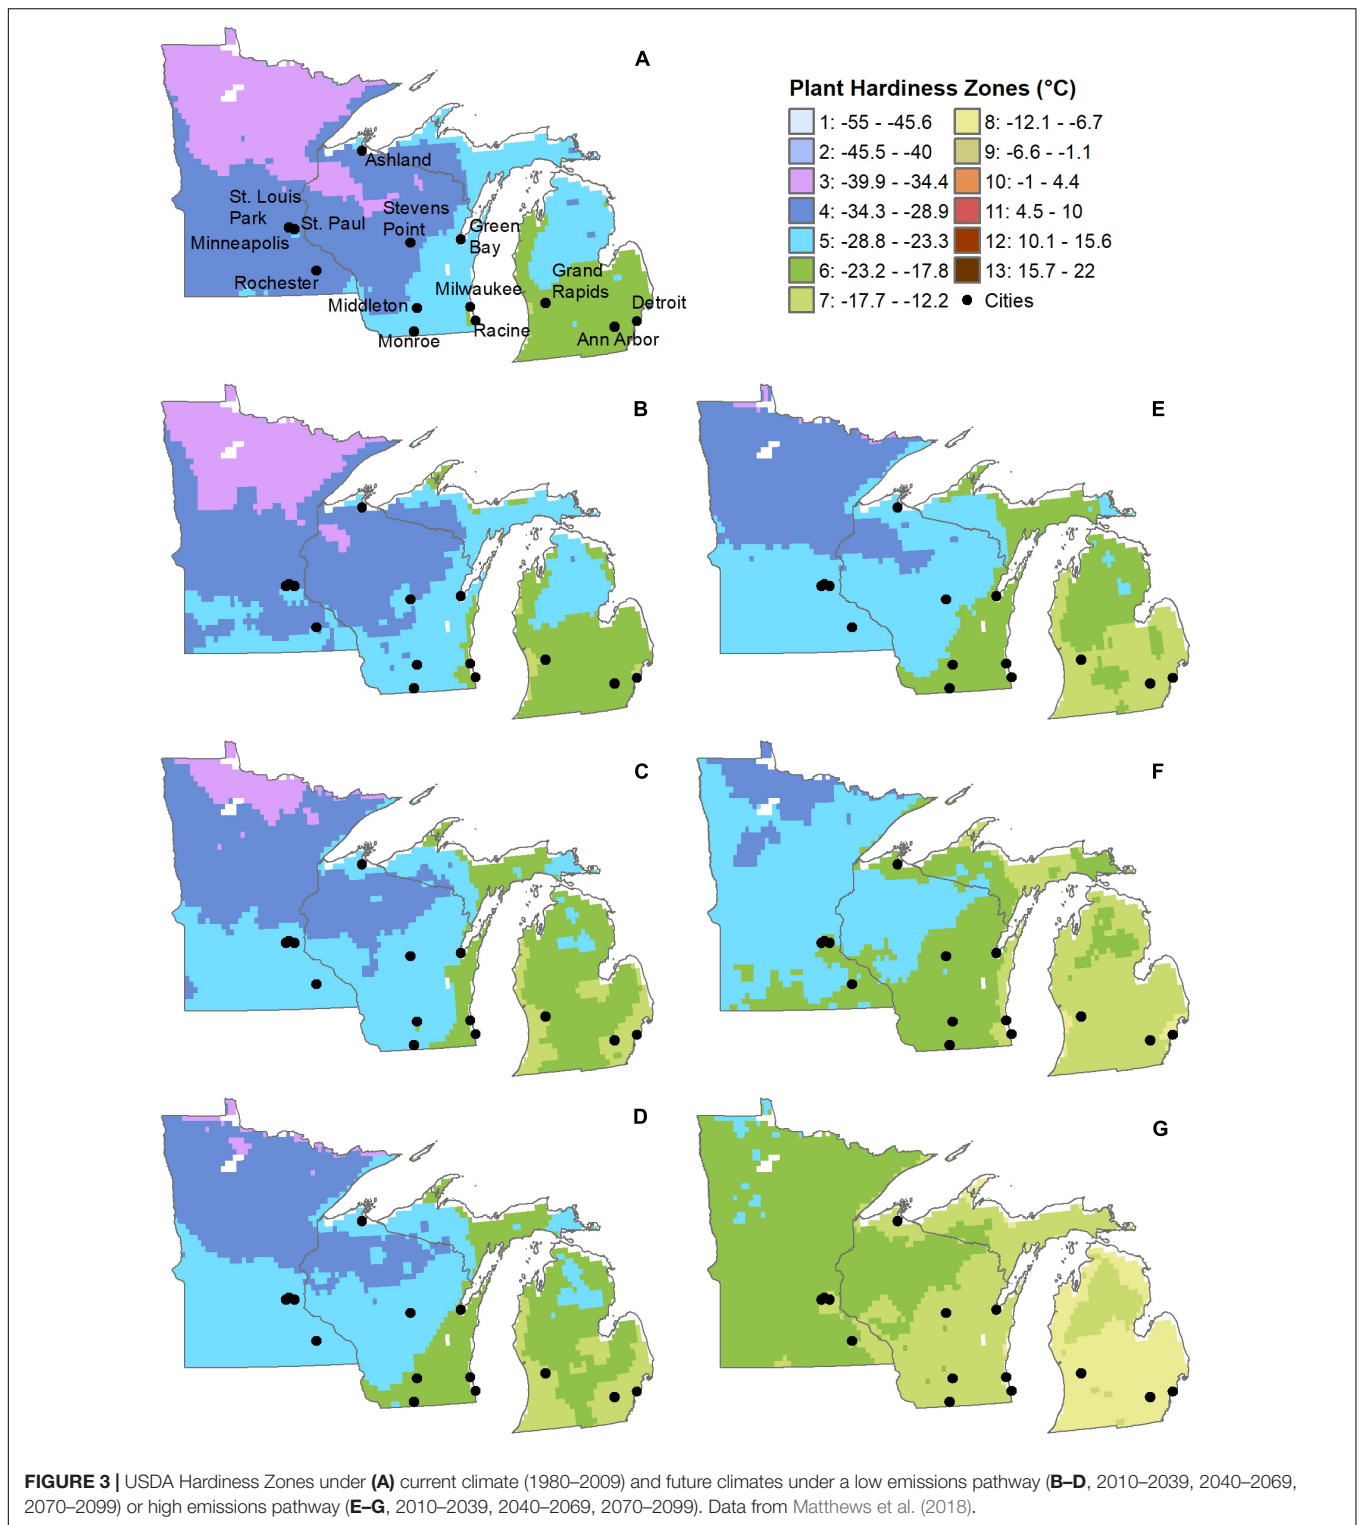 A
Plant Hardiness Zones (°C)
1: -55 - -45.6
2: -45.5 - -40
3: -39.9 - -34.4
4: -34.3 - -28.9
5: -28.8 - -23.3
6: -23.2 - -17.8
7: -17.7 - -12.2
8: -12.1 - -6.7
9: -6.6 - -1.1
10: -1 - 4.4
11: 4.5 - 10
12: 10.1 - 15.6
13: 15.7 - 22
Cities
Ashland
St. Louis
Park
St. Paul
Minneapolis
Stevens
Point
Green
Bay
Rochester
Middleton
Milwaukee
Grand
Rapids
Detroit
Racine
Monroe
Ann Arbor
B
E
C
F
D
G
FIGURE 3 | USDA Hardiness Zones under (A) current climate (1980–2009) and future climates under a low emissions pathway (B–D, 2010–2039, 2040–2069,
2070–2099) or high emissions pathway (E–G, 2010–2039, 2040–2069, 2070–2099). Data from Matthews et al. (2018).